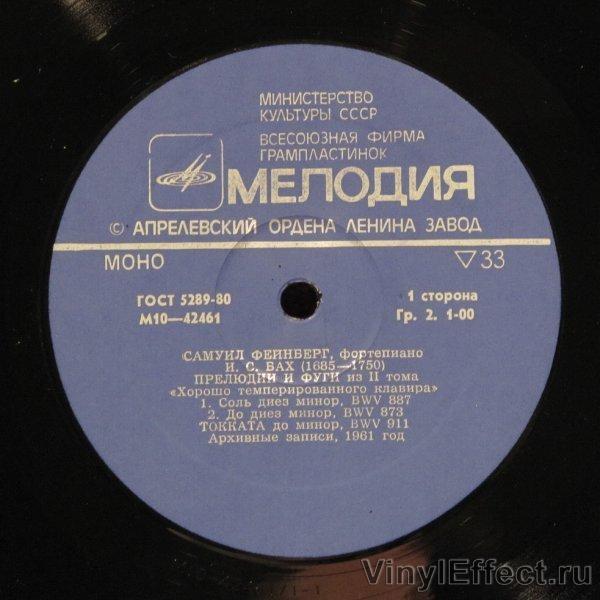 МИНИСТЕРСТВО
КУЛЬТУРЫ СССР
ВСЕСОЮЗНАЯ ФИРМА
ГРАМПЛАСТИНОК
МЕЛОДИЯ
© АПРЕЛЕВСКИЙ ОРДЕНА ЛЕНИНА ЗАВОД
МОНО ▽33
ГОСТ 5289-80 1 сторона
М10—42461 Гр. 2. 1-00
САМУИЛ ФЕИНБЕРГ, фортепиано
И. С. БАХ (1685—1750)
ПРЕЛЮДИИ И ФУГИ из II тома
«Хорошо темперированного клавира»
1. Соль диез минор, BWV 887
2. До диез минор, BWV 873
ТОККАТА до минор, BWV 911
Архивные записи, 1961 год
VinylEffect.ru